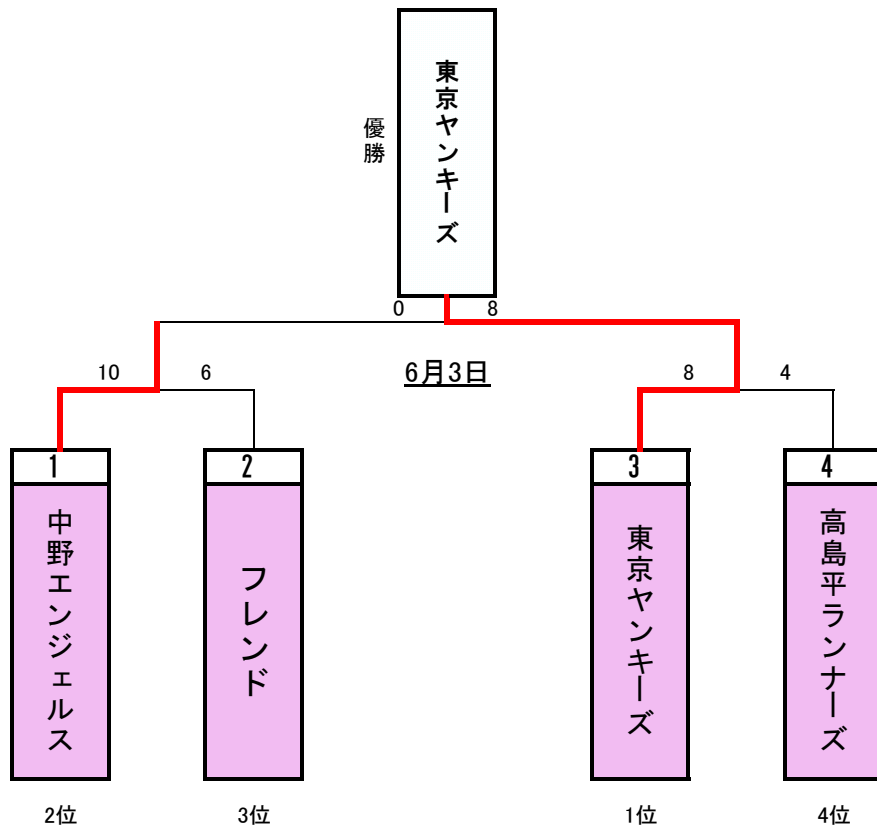 東京ヤンキーズ
優勝
0
8
10
6
6月3日
8
4
1
2
3
4
中野エンジェルス
フレンド
東京ヤンキーズ
高島平ランナーズ
2位
3位
1位
4位